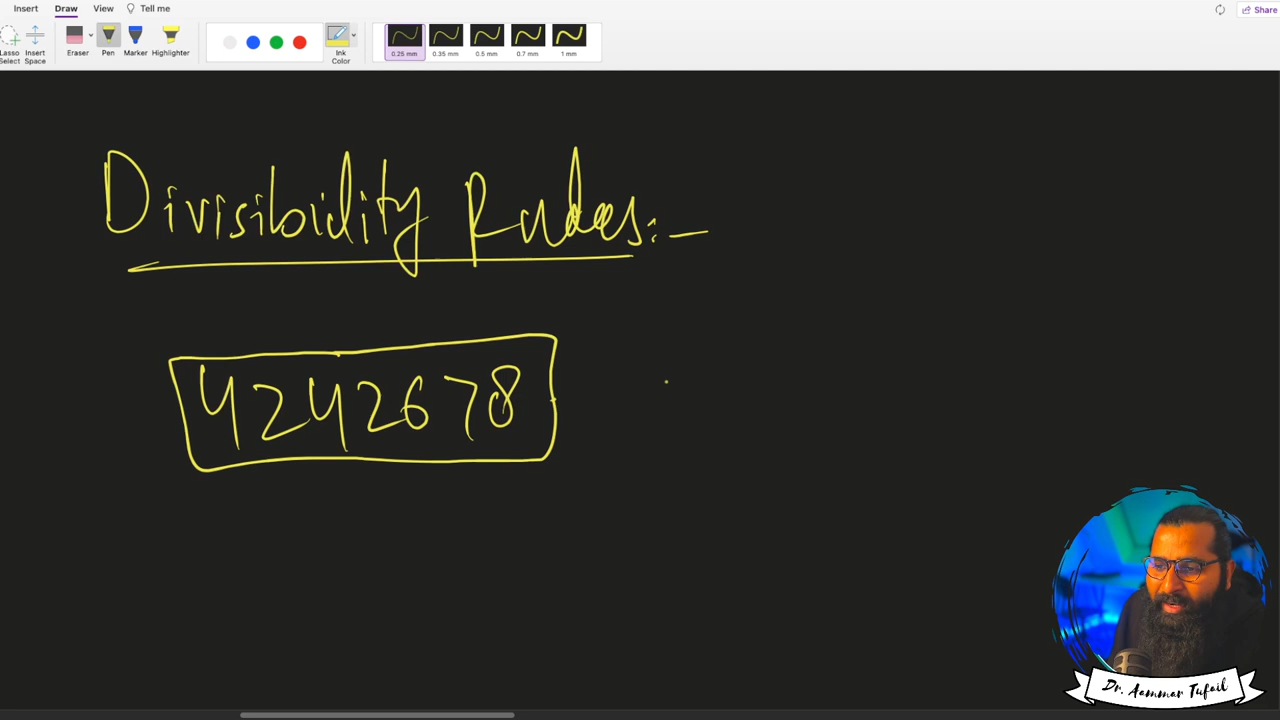 Insert Draw View Tell me Share
Lasso Select Insert Space Eraser Pen Marker Highlighter Ink Color 0.25 mm 0.35 mm 0.5 mm 0.7 mm 1 mm
Divisibility Rules:-
4242678
Dr. Aammar Tufail